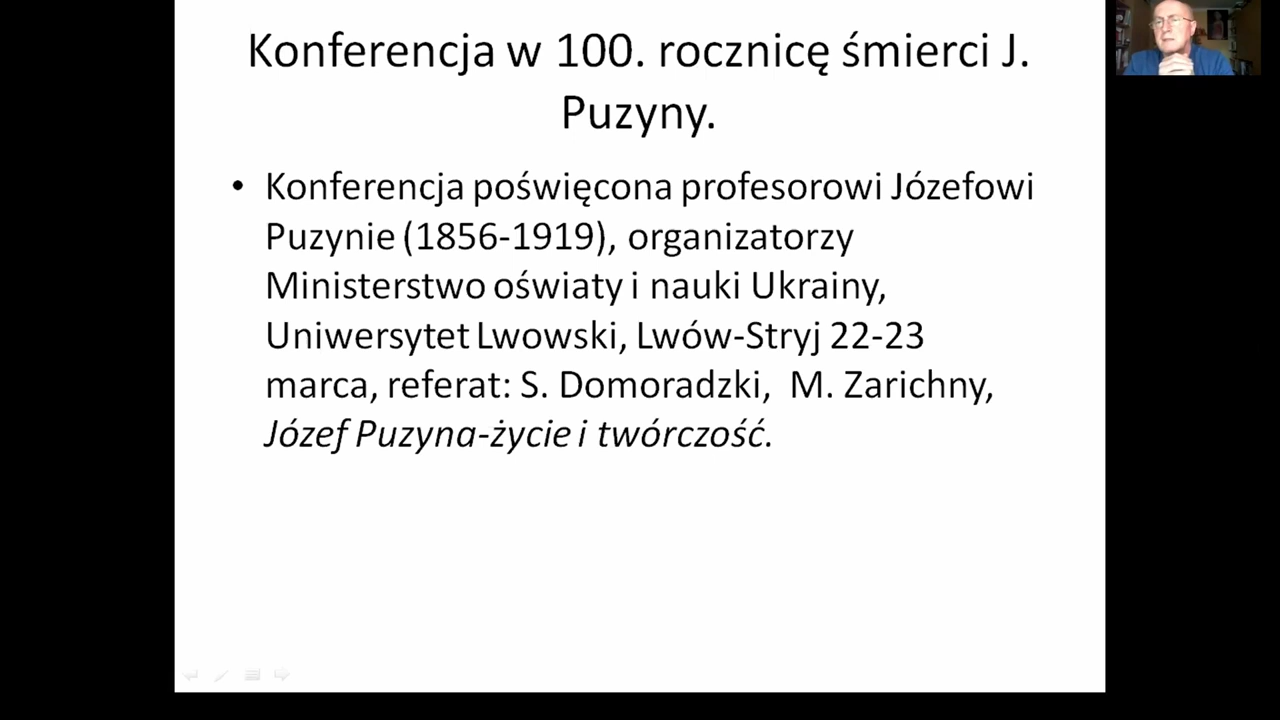 Konferencja w 100. rocznicę śmierci J.
Puzyny.
• Konferencja poświęcona profesorowi Józefowi
Puzynie (1856-1919), organizatorzy
Ministerstwo oświaty i nauki Ukrainy,
Uniwersytet Lwowski, Lwów-Stryj 22-23
marca, referat: S. Domoradzki,  M. Zarichny,
Józef Puzyna-życie i twórczość.